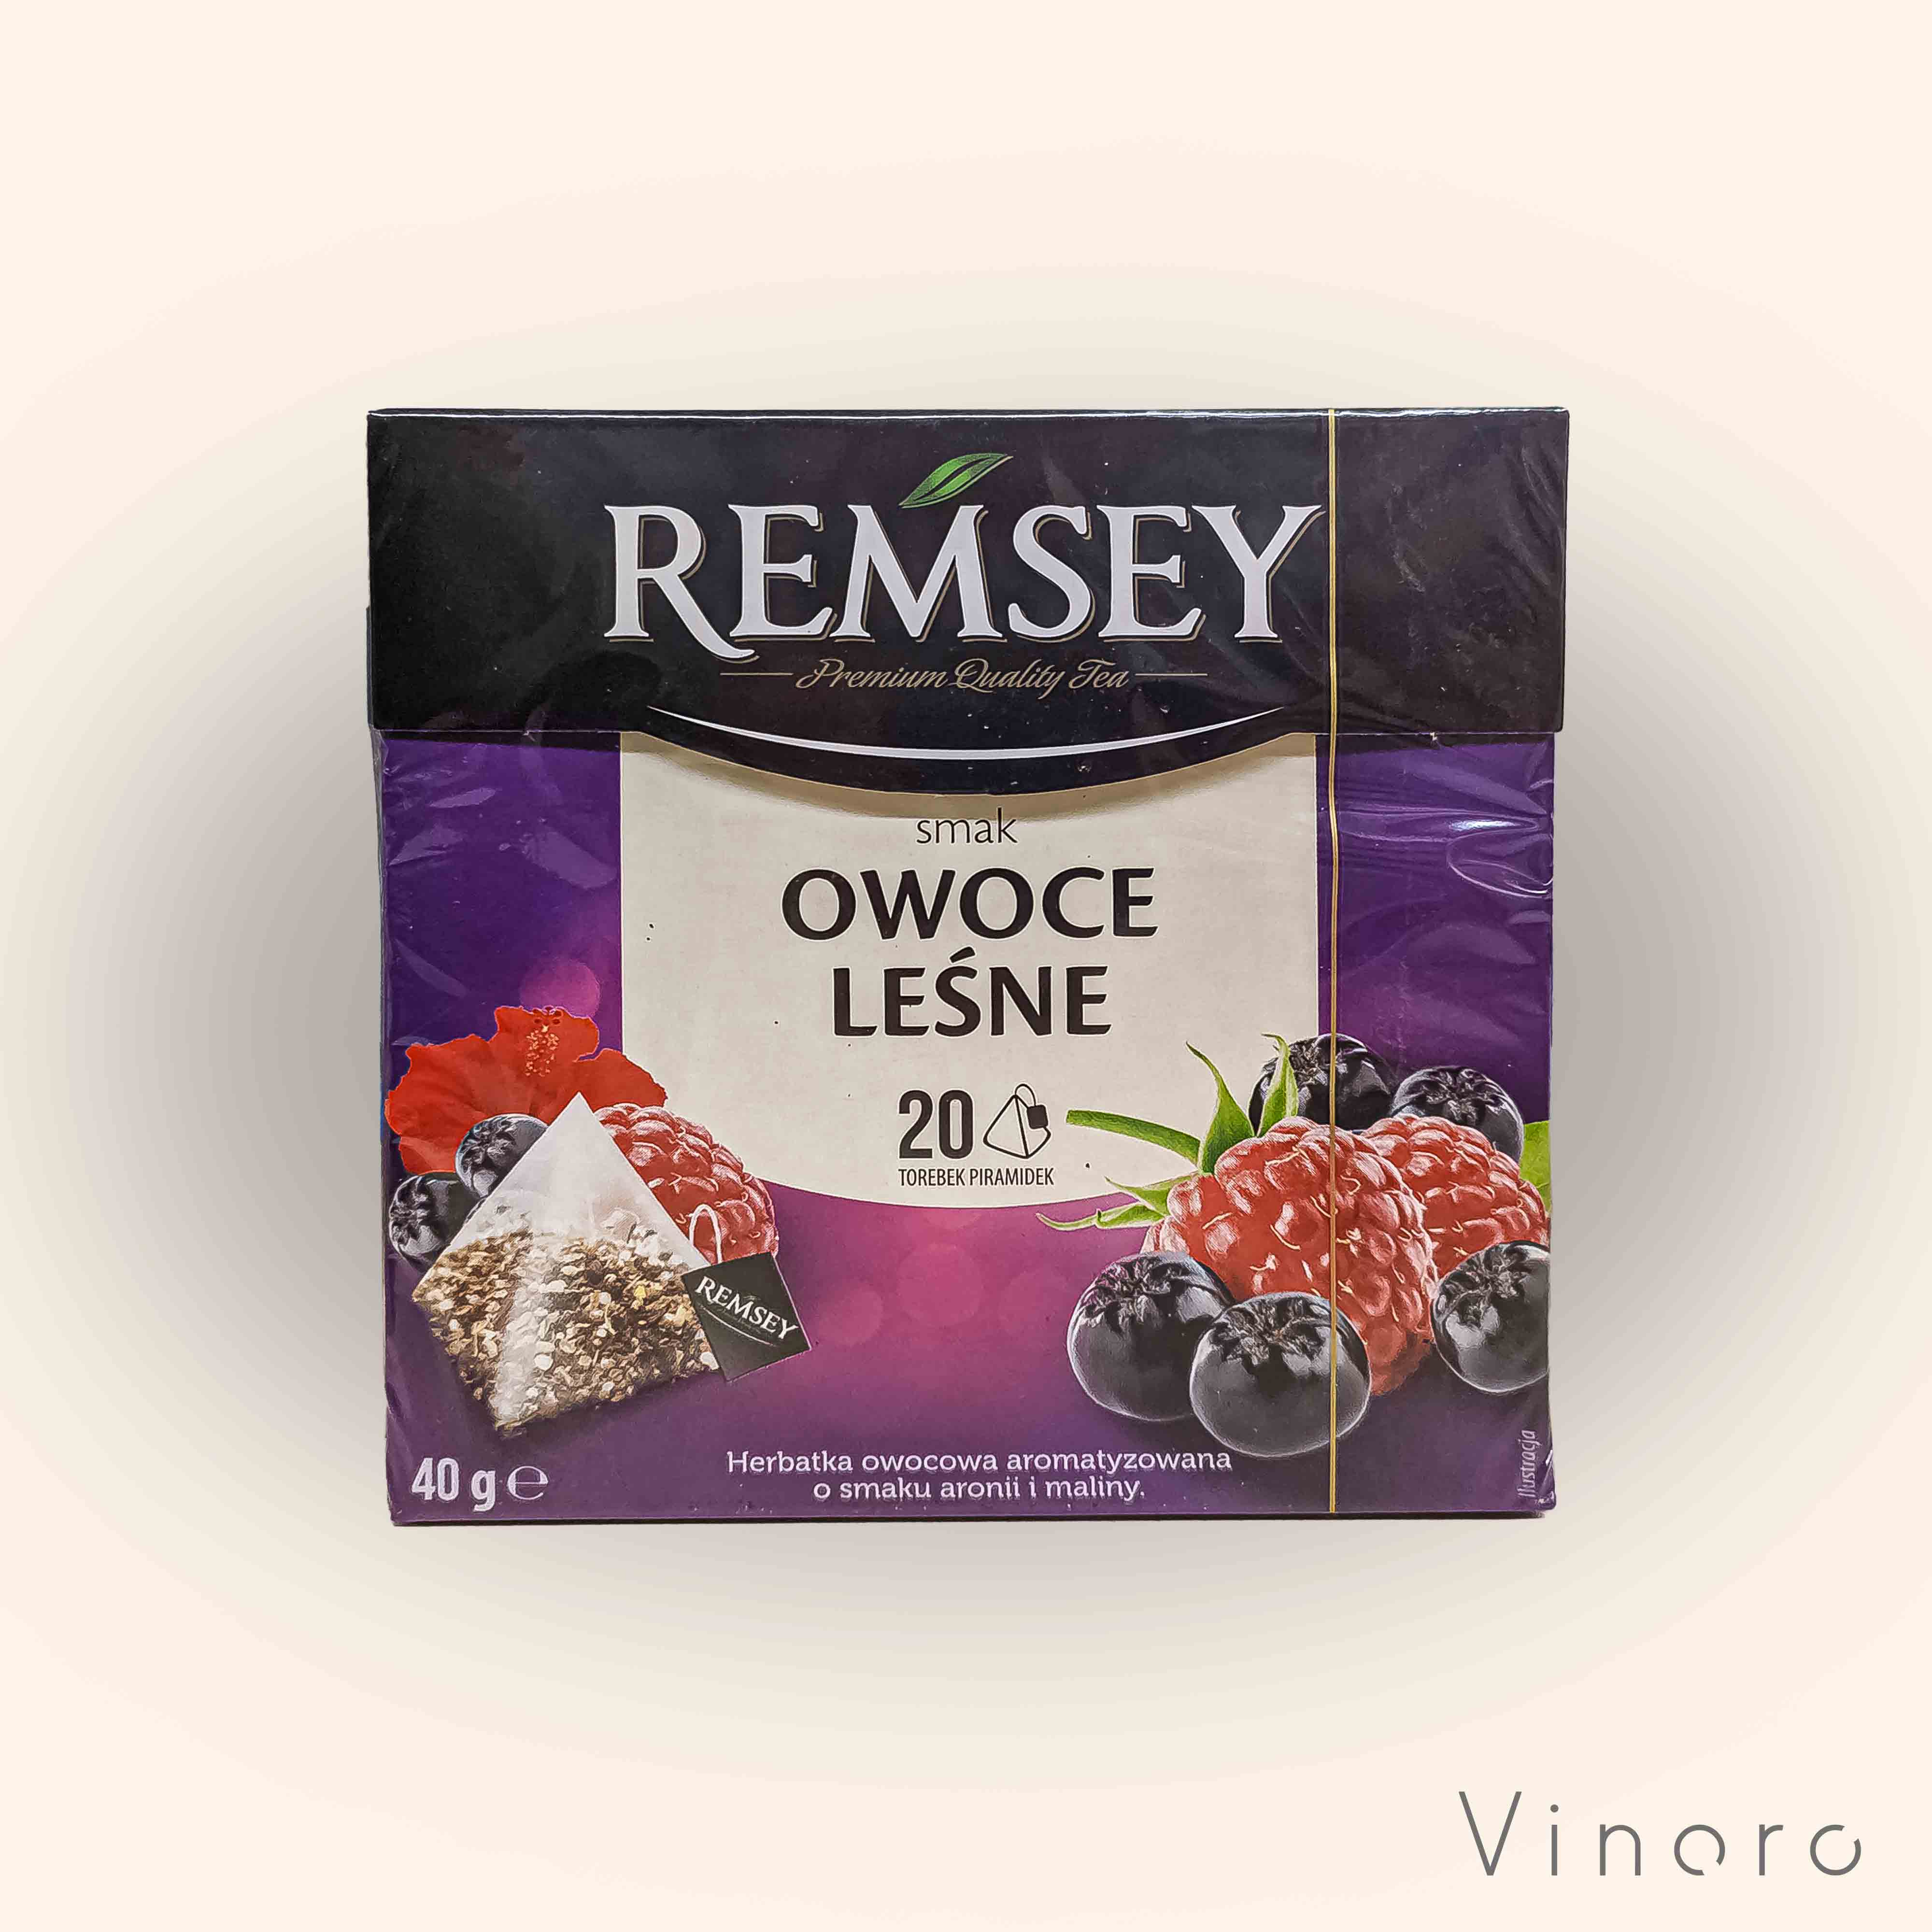 REMSEY
Premium Quality Tea
smak
OWOCE
LEŚNE
20
TOREBEK PIRAMIDEK
REMSEY
40 g e
Herbatka owocowa aromatyzowana
o smaku aronii i maliny.
Ilustracja
Vinoro